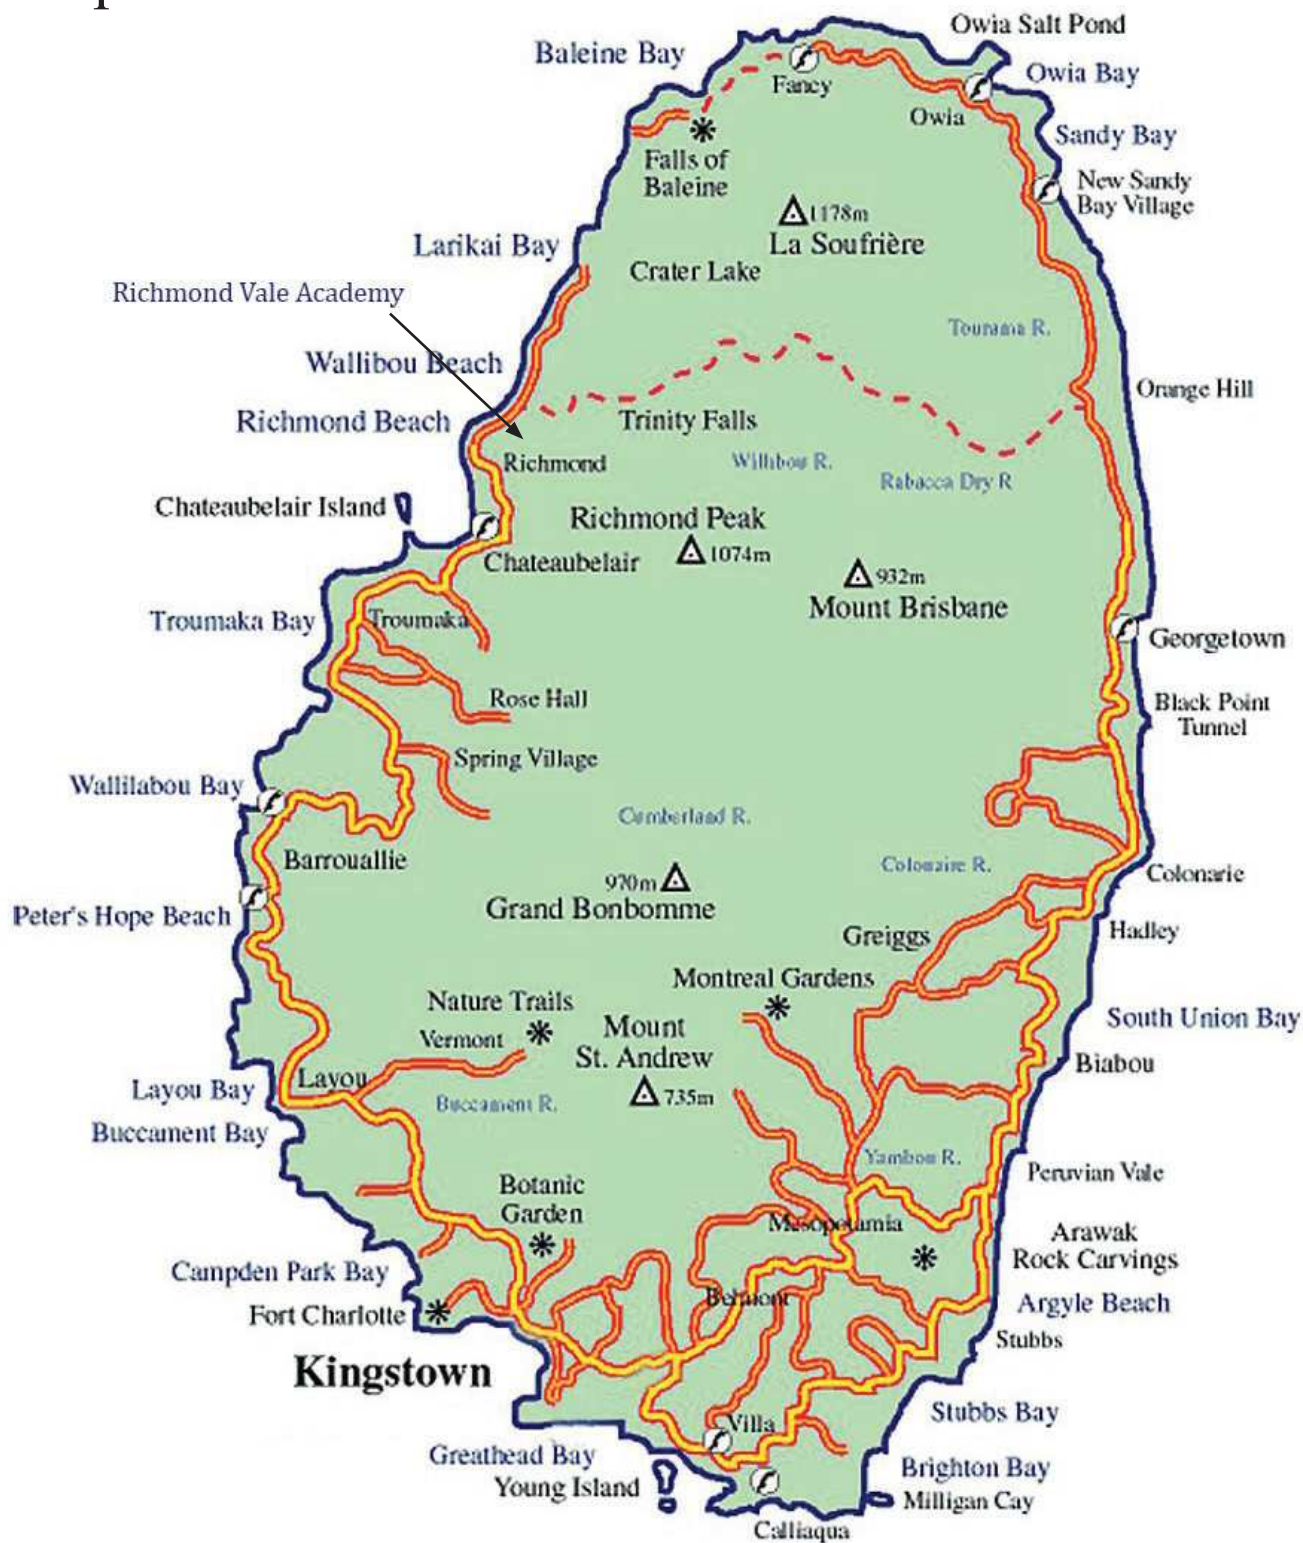 Owia Salt Pond
Baleine Bay
Owia Bay
Fancy
Owia
Sandy Bay
Falls of
Baleine
New Sandy
Bay Village
1178m
La Soufrière
Larikai Bay
Crater Lake
Richmond Vale Academy
Tourama R.
Wallibou Beach
Orange Hill
Richmond Beach
Trinity Falls
Richmond
Willibou R.
Rabacca Dry R
Chateaubelair Island
Richmond Peak
1074m
Chateaubelair
932m
Mount Brisbane
Troumaka Bay
Troumaka
Georgetown
Rose Hall
Black Point
Tunnel
Spring Village
Wallilabou Bay
Cumberland R.
Barrouallie
Colonaire R.
Colonarie
970m
Grand Bonbomme
Peter's Hope Beach
Hadley
Greiggs
Montreal Gardens
Nature Trails
Vermont
Mount
St. Andrew
735m
South Union Bay
Biabou
Layou
Layou Bay
Buccament R.
Buccament Bay
Yambou R.
Peruvian Vale
Botanic
Garden
Mesopotamia
Arawak
Rock Carvings
Campden Park Bay
Belmont
Argyle Beach
Fort Charlotte
Stubbs
Kingstown
Villa
Stubbs Bay
Greathead Bay
Young Island
Brighton Bay
Milligan Cay
Calliaqua